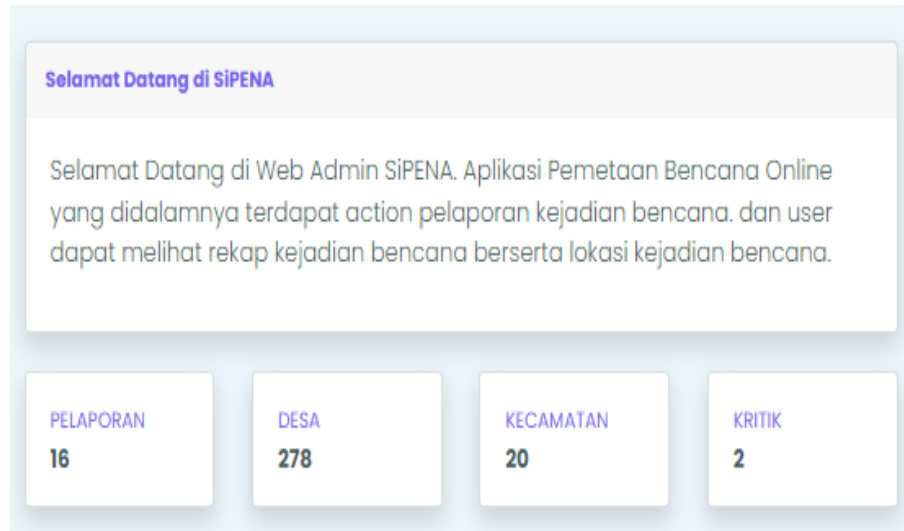 Selamat Datang di SiPENA
Selamat Datang di Web Admin SiPENA. Aplikasi Pemetaan Bencana Online
yang didalamnya terdapat action pelaporan kejadian bencana. dan user
dapat melihat rekap kejadian bencana berserta lokasi kejadian bencana.
PELAPORAN
16
DESA
278
KECAMATAN
20
KRITIK
2